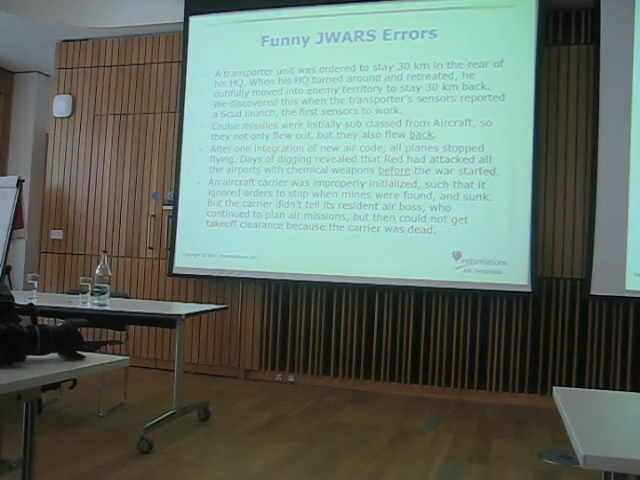 Funny JWARS Errors
- A transporter unit was ordered to stay 30 km in the rear of
his HQ. When his HQ turned around and retreated, he
dutifully moved into enemy territory to stay 30 km back.
We discovered this when the transporter's sensors reported
a Scud launch, the first sensors to work.
- Cruise missiles were initially sub classed from Aircraft, so
they not only flew out, but they also flew back.
- After one integration of new air code, all planes stopped
flying. Days of digging revealed that Red had attacked all
the airports with chemical weapons before the war started.
- An aircraft carrier was improperly initialized, such that it
ignored orders to stop when mines were found, and sunk.
But the carrier didn't tell its resident air boss, who
continued to plan air missions, but then could not get
takeoff clearance because the carrier was dead.
Copyright © 2011, Instantiations, Inc.
instantiations